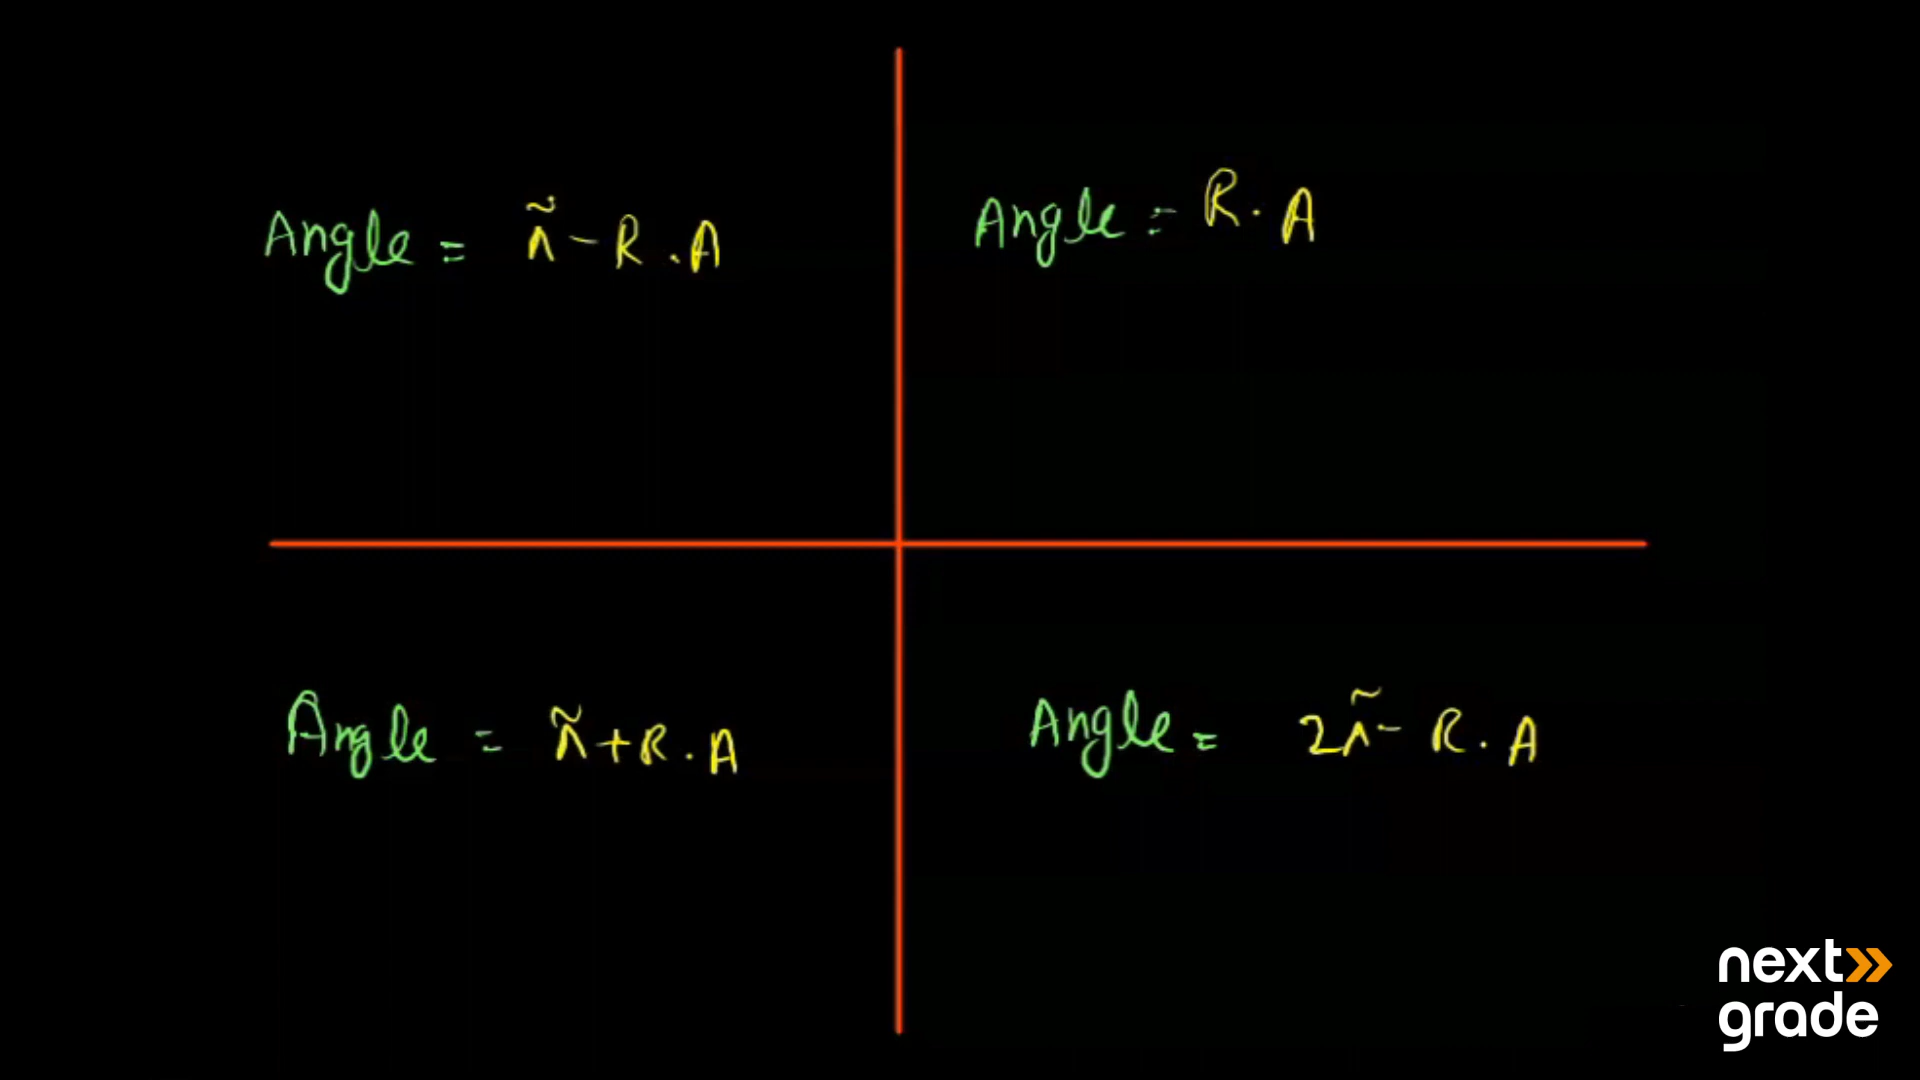 Angle = π - R.A
Angle = R.A
Angle = π + R.A
Angle = 2π - R.A
next
grade